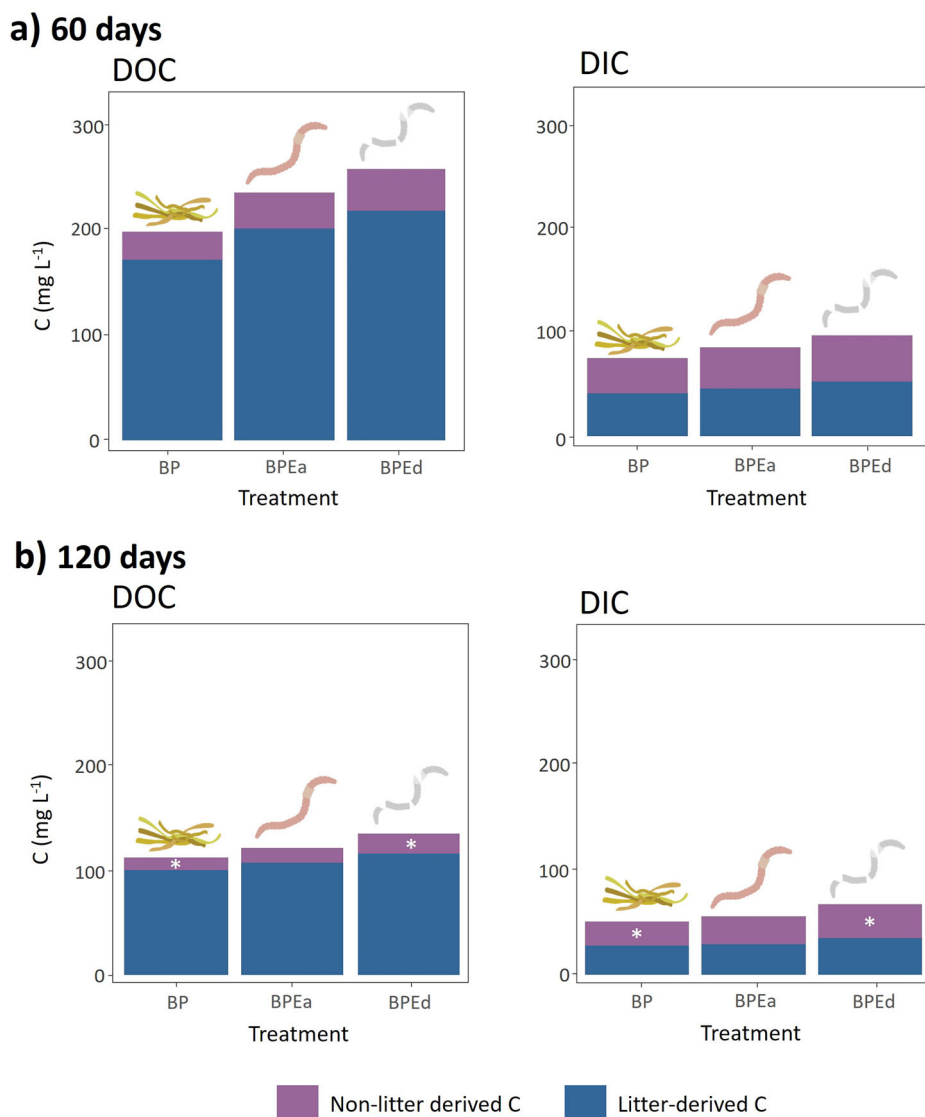 a) 60 days
DOC
DIC
300
200
100
0
C (mg L⁻¹)
BP BPEa BPEd
Treatment
300
200
100
0
BP BPEa BPEd
Treatment
b) 120 days
DOC
DIC
300
200
100
0
C (mg L⁻¹)
*
*
BP BPEa BPEd
Treatment
300
200
100
0
*
*
BP BPEa BPEd
Treatment
Non-litter derived C
Litter-derived C